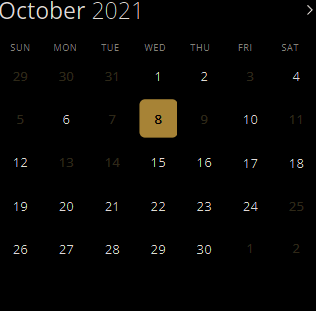 October 2021
SUN MON TUE WED THU FRI SAT
29 30 31 1 2 3 4
5 6 7 8 9 10 11
12 13 14 15 16 17 18
19 20 21 22 23 24 25
26 27 28 29 30 1 2